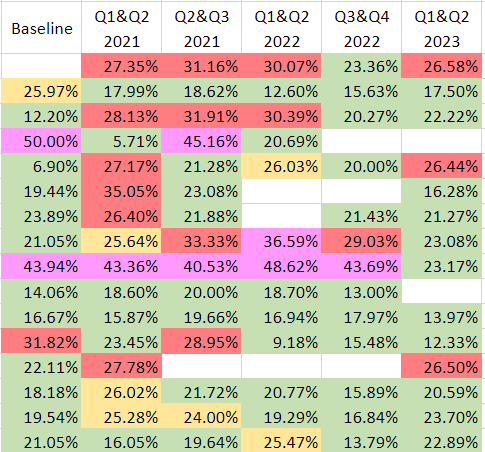 Baseline Q1&Q2 2021 Q2&Q3 2021 Q1&Q2 2022 Q3&Q4 2022 Q1&Q2 2023
27.35% 31.16% 30.07% 23.36% 26.58%
25.97% 17.99% 18.62% 12.60% 15.63% 17.50%
12.20% 28.13% 31.91% 30.39% 20.27% 22.22%
50.00% 5.71% 45.16% 20.69%
6.90% 27.17% 21.28% 26.03% 20.00% 26.44%
19.44% 35.05% 23.08% 16.28%
23.89% 26.40% 21.88% 21.43% 21.27%
21.05% 25.64% 33.33% 36.59% 29.03% 23.08%
43.94% 43.36% 40.53% 48.62% 43.69% 23.17%
14.06% 18.60% 20.00% 18.70% 13.00%
16.67% 15.87% 19.66% 16.94% 17.97% 13.97%
31.82% 23.45% 28.95% 9.18% 15.48% 12.33%
22.11% 27.78% 26.50%
18.18% 26.02% 21.72% 20.77% 15.89% 20.59%
19.54% 25.28% 24.00% 19.29% 16.84% 23.70%
21.05% 16.05% 19.64% 25.47% 13.79% 22.89%